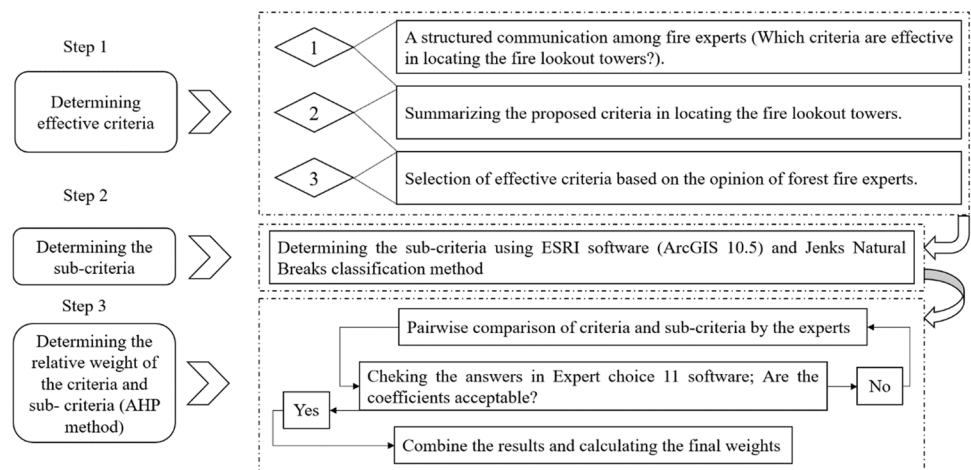 Step 1
Determining
effective criteria
1
A structured communication among fire experts (Which criteria are effective
in locating the fire lookout towers?).
2
Summarizing the proposed criteria in locating the fire lookout towers.
3
Selection of effective criteria based on the opinion of forest fire experts.
Step 2
Determining the
sub-criteria
Determining the sub-criteria using ESRI software (ArcGIS 10.5) and Jenks Natural
Breaks classification method
Step 3
Determining the
relative weight of
the criteria and
sub- criteria (AHP
method)
Pairwise comparison of criteria and sub-criteria by the experts
Cheking the answers in Expert choice 11 software; Are the
coefficients acceptable?
No
Yes
Combine the results and calculating the final weights